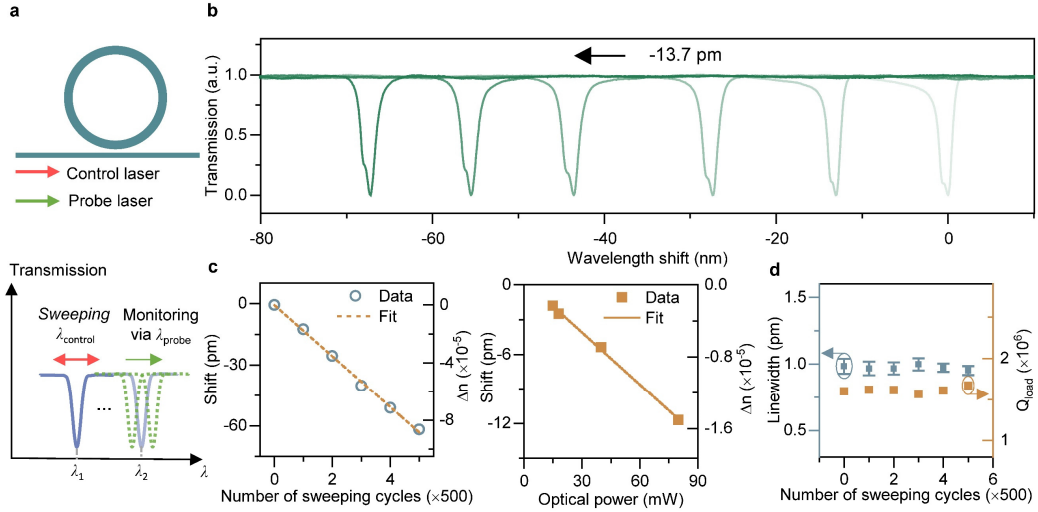 a
Control laser
Probe laser
Transmission
Sweeping
λcontrol
Monitoring
via λprobe
...
λ1
λ2
λ
b
-13.7 pm
Transmission (a.u.)
1.0
0.5
0.0
-80
-60
-40
-20
0
Wavelength shift (nm)
c
Data
Fit
Shift (pm)
0
-30
-60
0
-4
-8
Δn (×10-5)
0
2
4
Number of sweeping cycles (×500)
Data
Fit
Shift (pm)
0
-6
-12
0.0
-0.8
-1.6
Δn (×10-5)
0
30
60
90
Optical power (mW)
d
Linewidth (pm)
1.5
1.0
0.5
2
1
Qload (×106)
0
1
2
3
4
5
6
Number of sweeping cycles (×500)